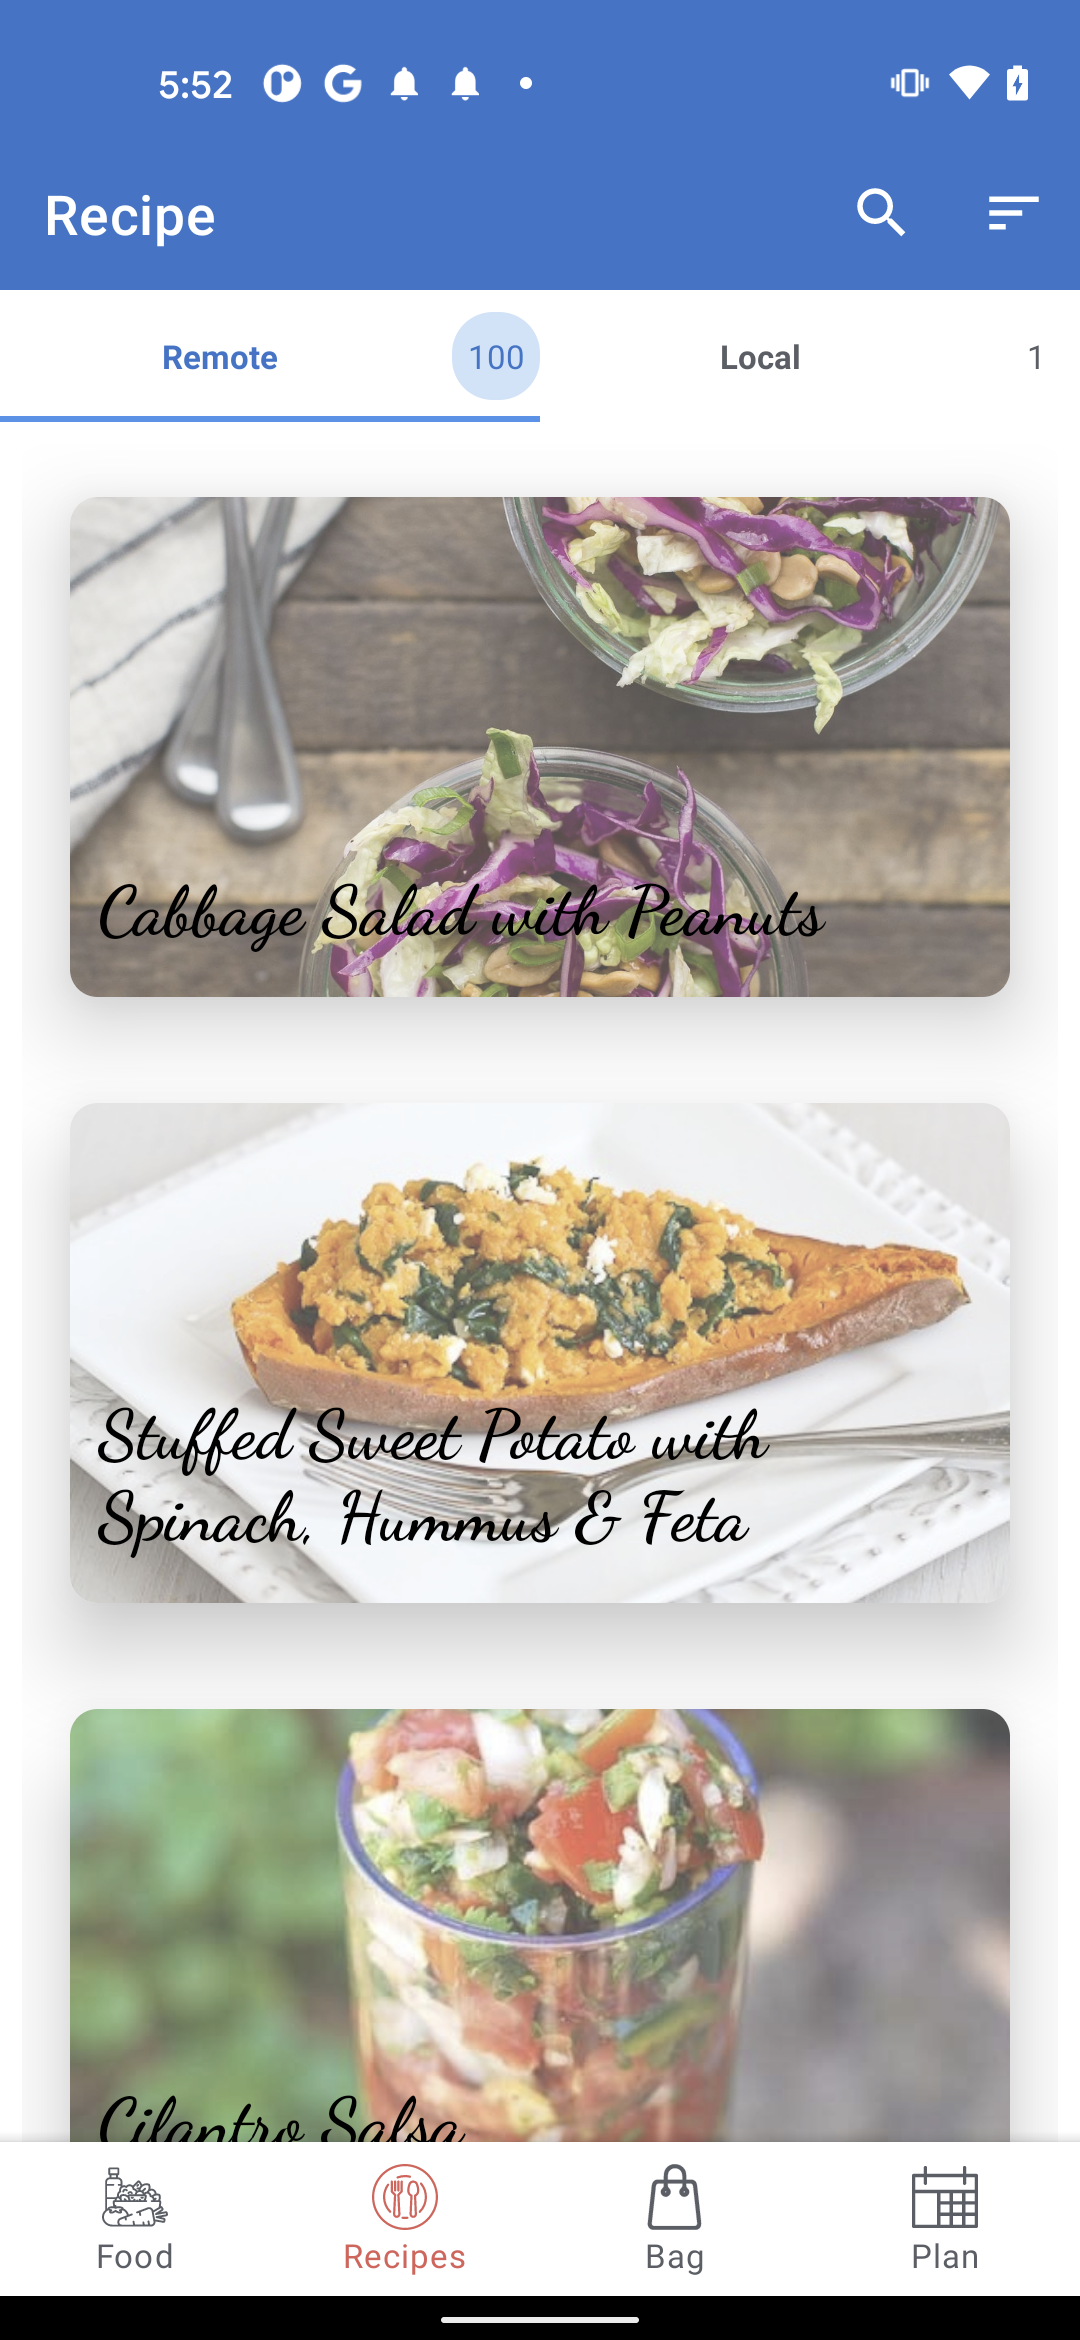 5:52
Recipe
Remote 100 Local 1
Cabbage Salad with Peanuts
Stuffed Sweet Potato with
Spinach, Hummus & Feta
Cilantro Salsa
Food Recipes Bag Plan